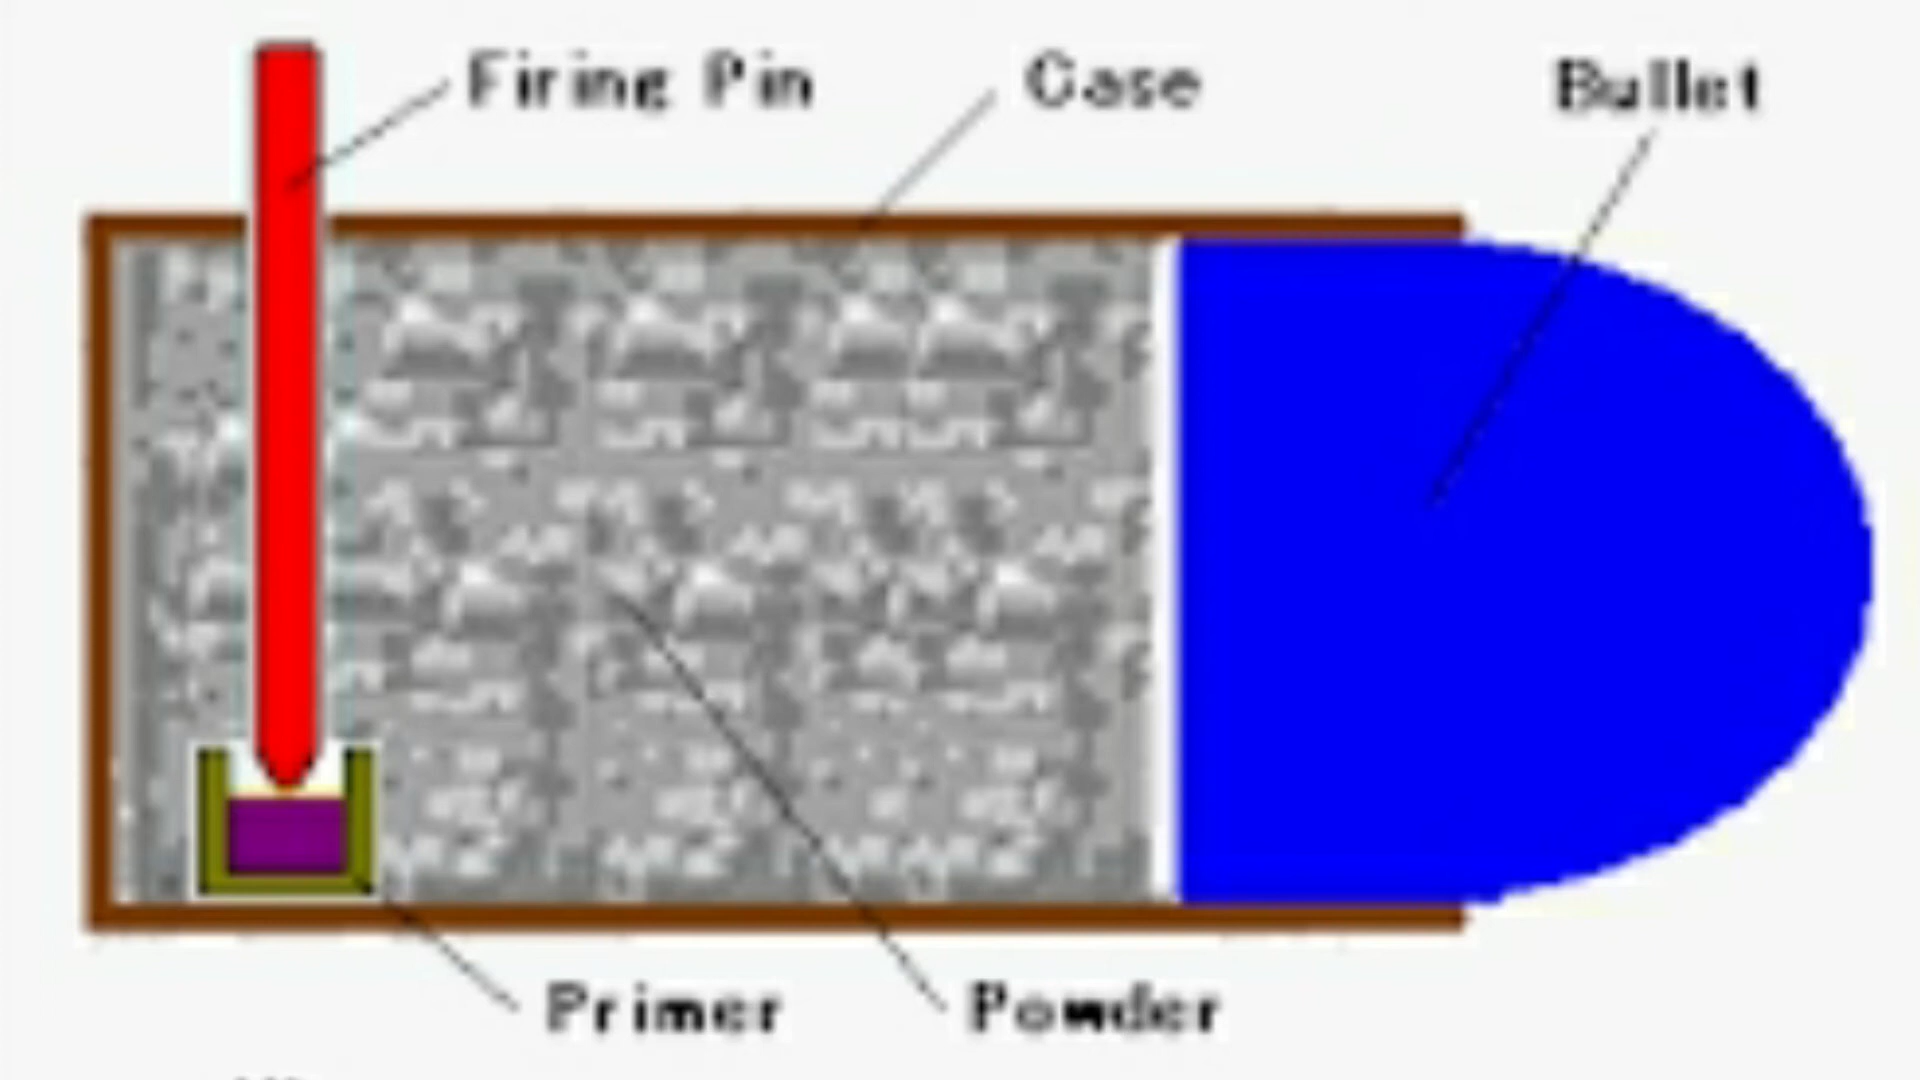 Firing Pin
Case
Bullet
Primer
Powder